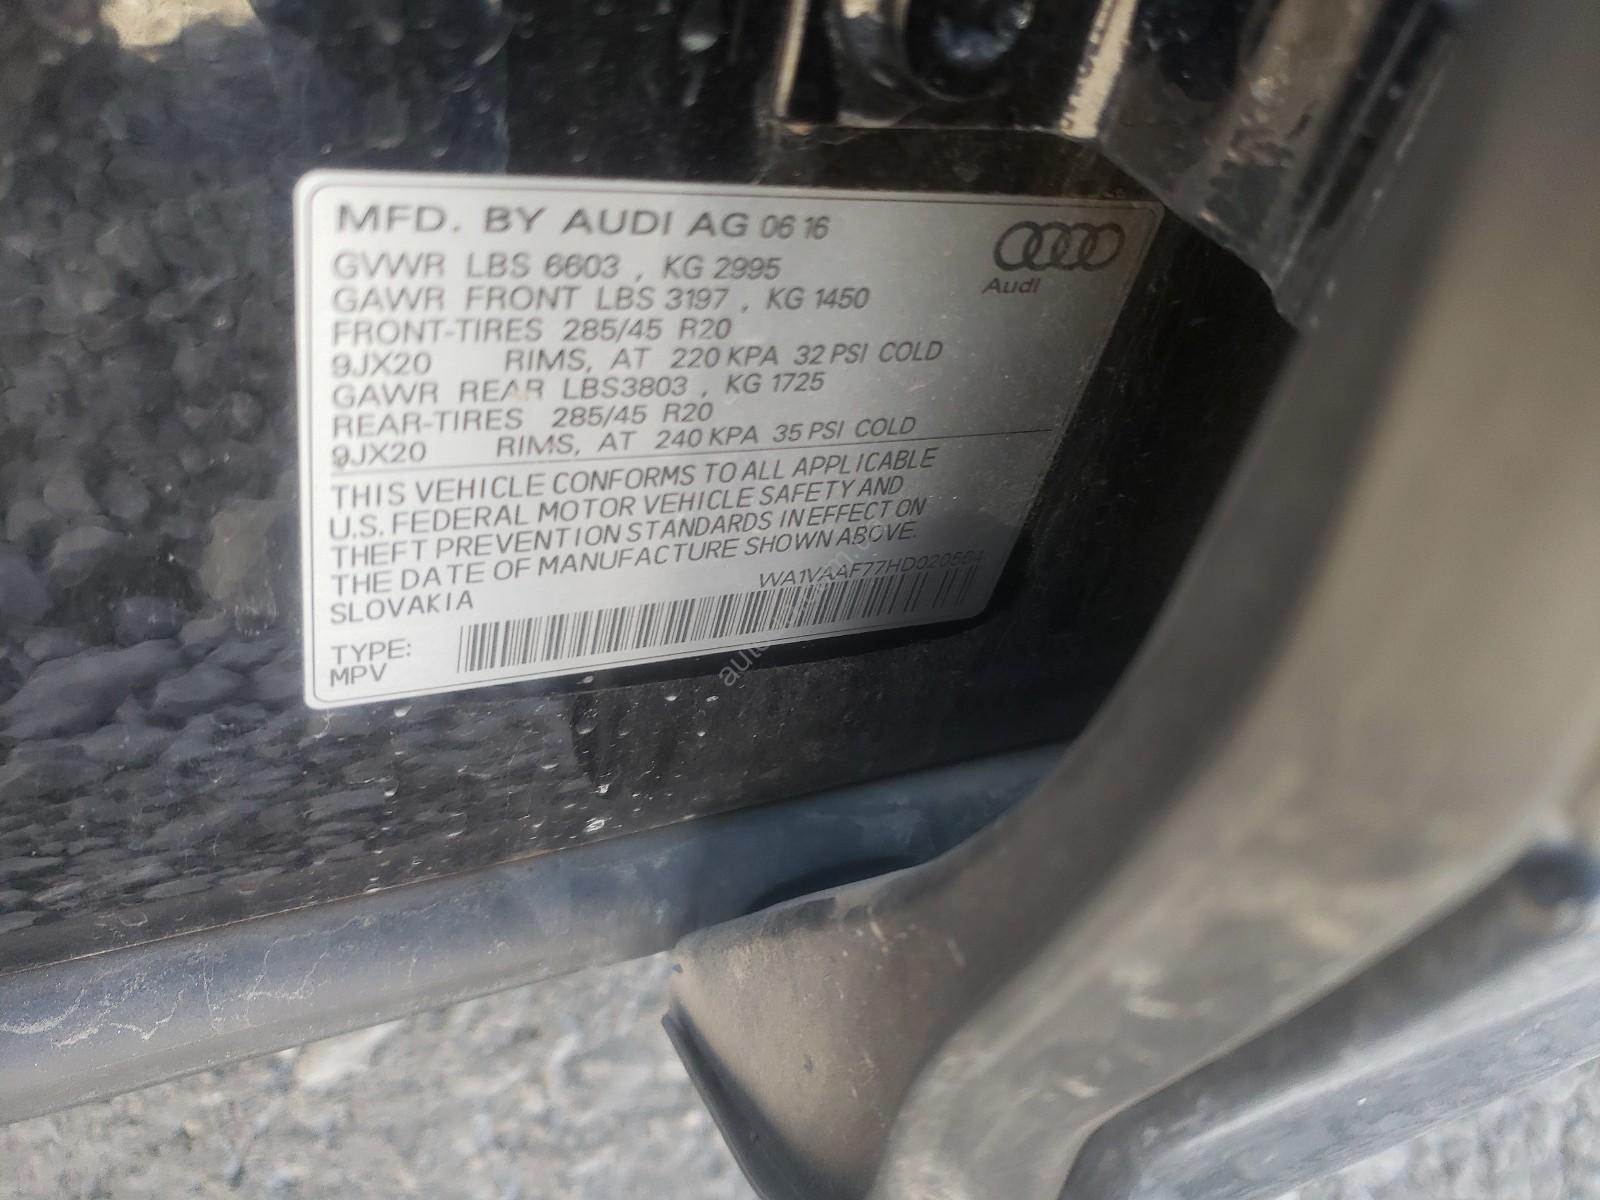 MFD. BY AUDI AG 06 16
Audi
GVWR LBS 6603 , KG 2995
GAWR FRONT LBS 3197 , KG 1450
FRONT-TIRES 285/45 R20
9JX20 RIMS, AT 220 KPA 32 PSI COLD
GAWR REAR LBS3803 , KG 1725
REAR-TIRES 285/45 R20
9JX20 RIMS, AT 240 KPA 35 PSI COLD
THIS VEHICLE CONFORMS TO ALL APPLICABLE
U.S. FEDERAL MOTOR VEHICLE SAFETY AND
THEFT PREVENTION STANDARDS IN EFFECT ON
THE DATE OF MANUFACTURE SHOWN ABOVE.
SLOVAKIA
TYPE:
MPV